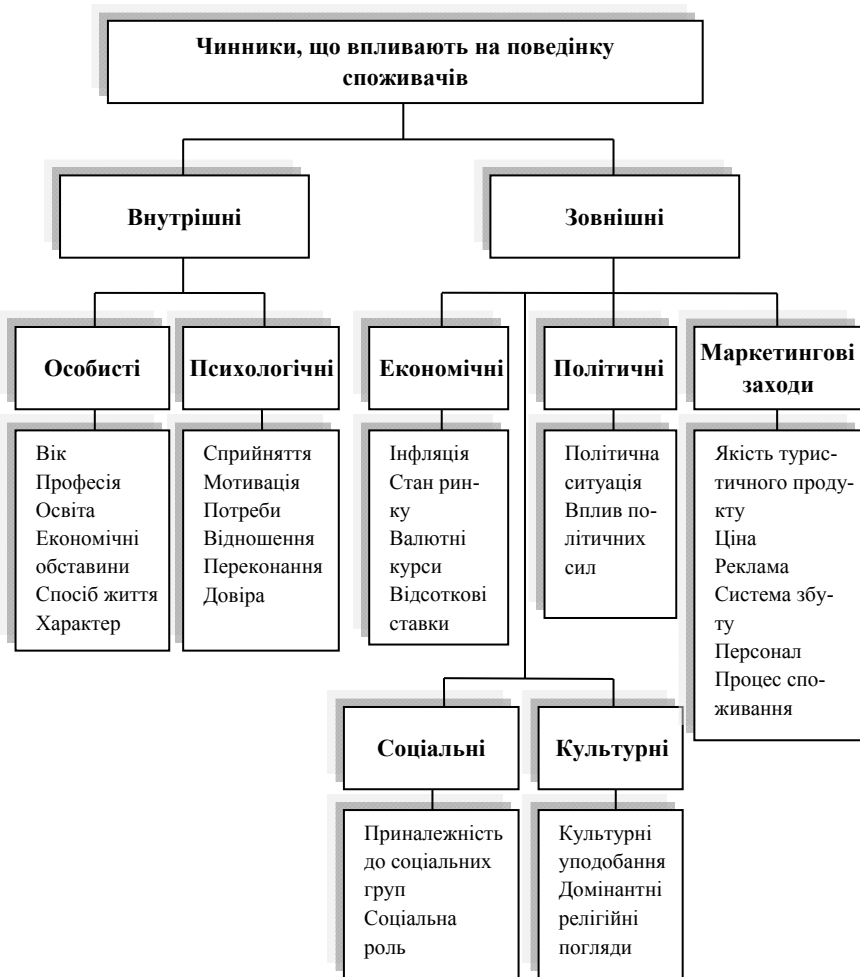 Чинники, що впливають на поведінку
споживачів
Внутрішні
Зовнішні
Особисті
Психологічні
Економічні
Політичні
Маркетингові
заходи
Вік
Професія
Освіта
Економічні
обставини
Спосіб життя
Характер
Сприйняття
Мотивація
Потреби
Відношення
Переконання
Довіра
Інфляція
Стан рин-
ку
Валютні
курси
Відсоткові
ставки
Політична
ситуація
Вплив по-
літичних
сил
Якість турис-
тичного проду-
кту
Ціна
Реклама
Система збу-
ту
Персонал
Процес спо-
живання
Соціальні
Культурні
Приналежність
до соціальних
груп
Соціальна
роль
Культурні
уподобання
Домінантні
релігійні
погляди